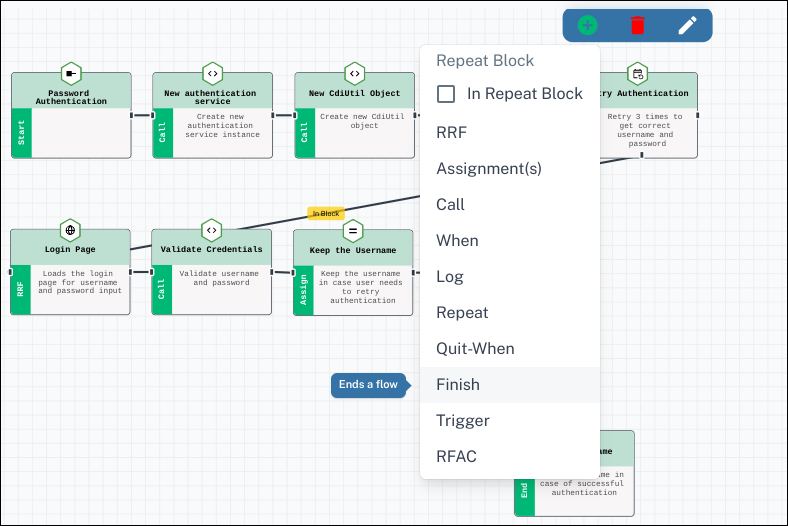 Repeat Block
In Repeat Block
RRF
Assignment(s)
Call
When
Log
Repeat
Quit-When
Finish
Trigger
RFAC
Ends a flow
Password
Authentication
Start
New authentication
service
Call
Create new
authentication
service instance
New CdiUtil Object
Call
Create new CdiUtil
object
Authentication
Retry 3 times to
get correct
username and
password
In Block
Login Page
RRF
Loads the login
page for username
and password input
Validate Credentials
Call
Validate username
and password
Keep the Username
Assign
Keep the username
in case user needs
to retry
authentication
End
in
case of successful
authentication